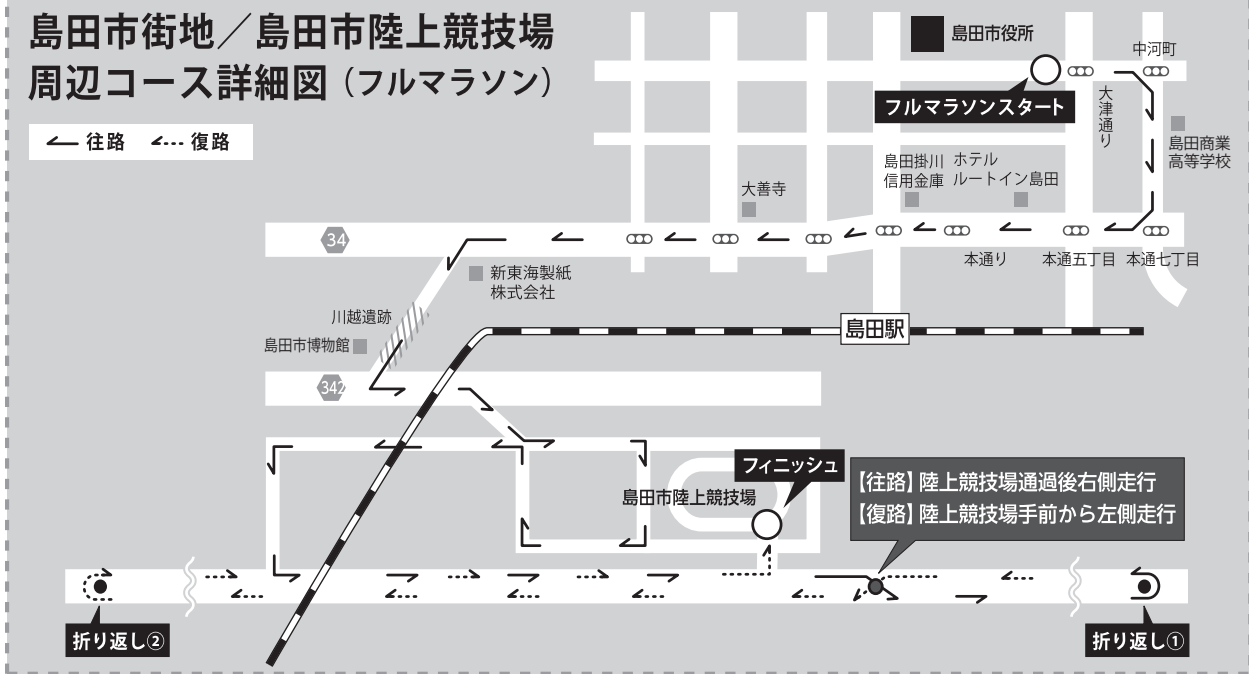 島田市街地／島田市陸上競技場
周辺コース詳細図（フルマラソン）
往路
復路
島田市役所
中河町
フルマラソンスタート
大津通り
島田商業
高等学校
島田掛川
信用金庫
ホテル
ルートイン島田
大善寺
34
本通り
本通五丁目
本通七丁目
新東海製紙
株式会社
川越遺跡
島田市博物館
島田駅
342
フィニッシュ
島田市陸上競技場
【往路】陸上競技場通過後右側走行
【復路】陸上競技場手前から左側走行
折り返し②
折り返し①